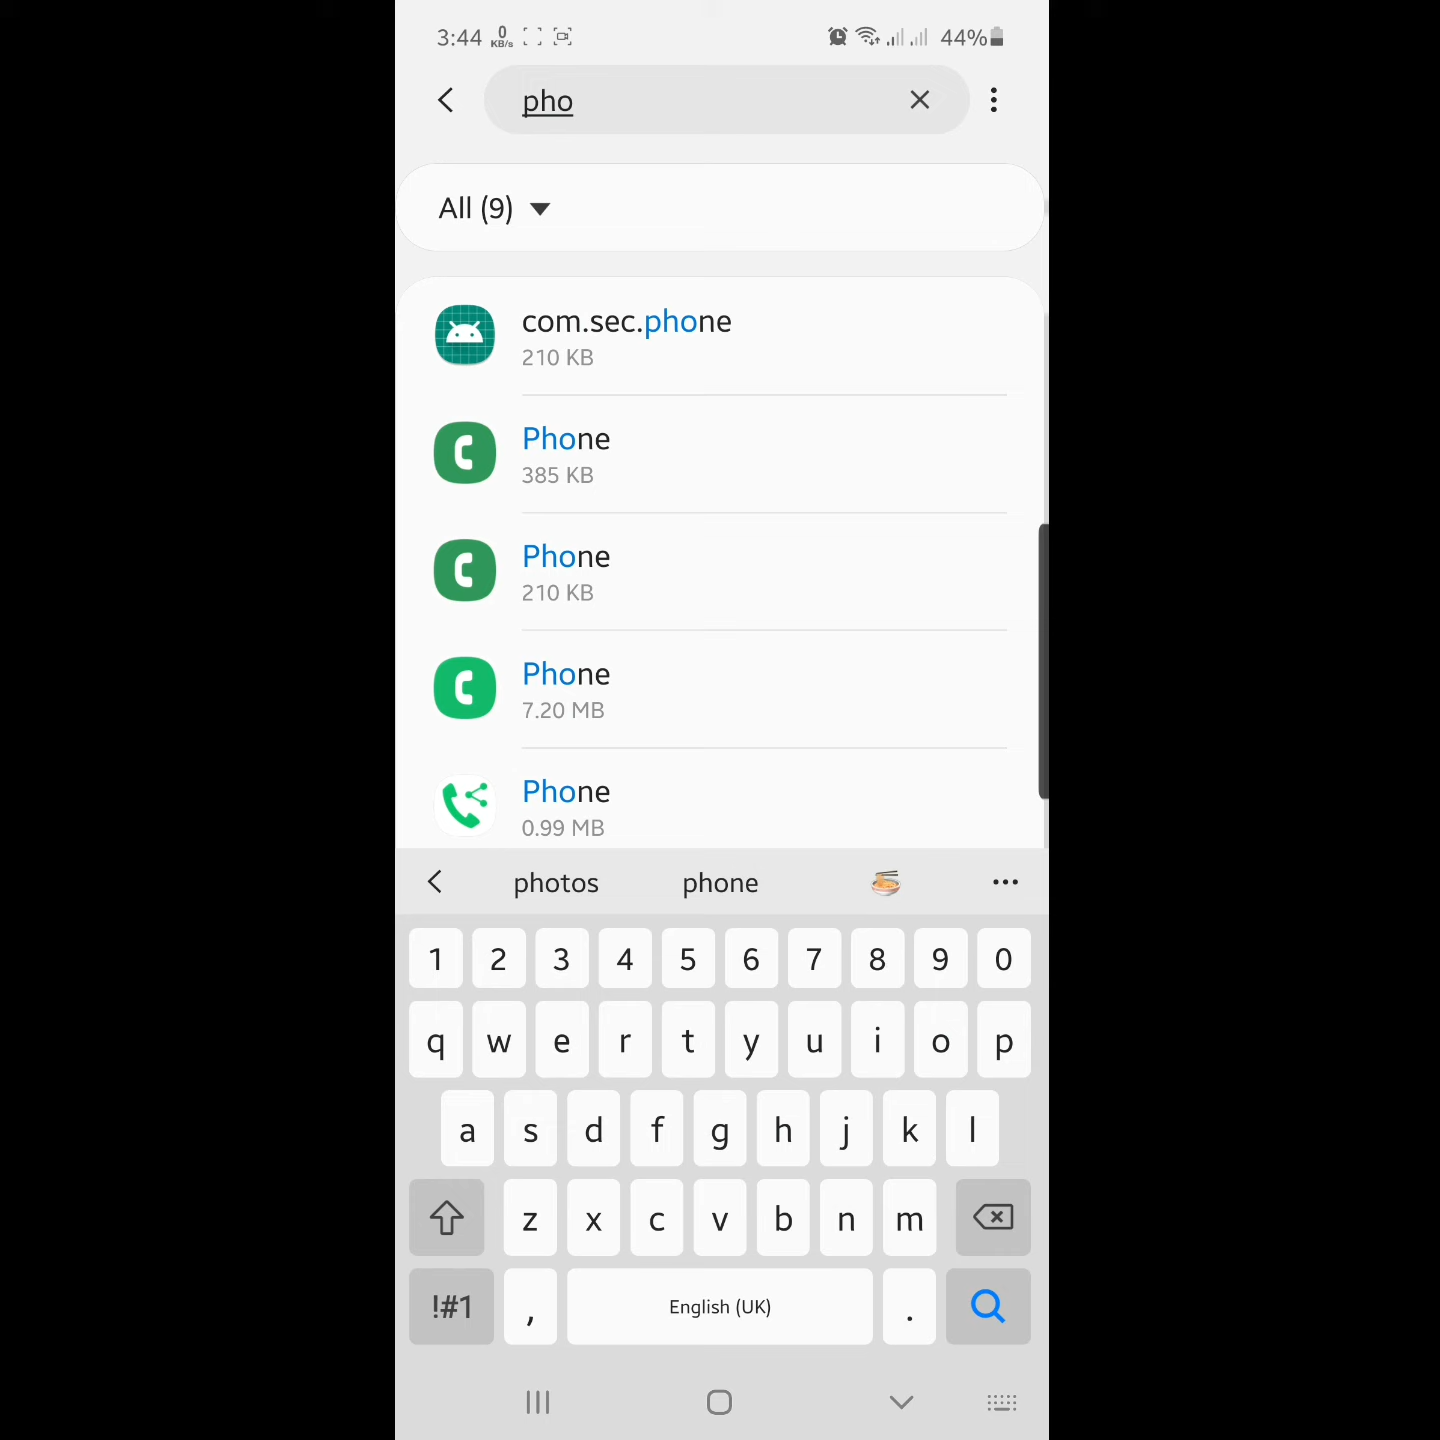 3:44 0 KB/s 44%
pho
All (9)
com.sec.phone
210 KB
Phone
385 KB
Phone
210 KB
Phone
7.20 MB
Phone
0.99 MB
photos phone
1 2 3 4 5 6 7 8 9 0
q w e r t y u i o p
a s d f g h j k l
z x c v b n m
!#1 , English (UK) .